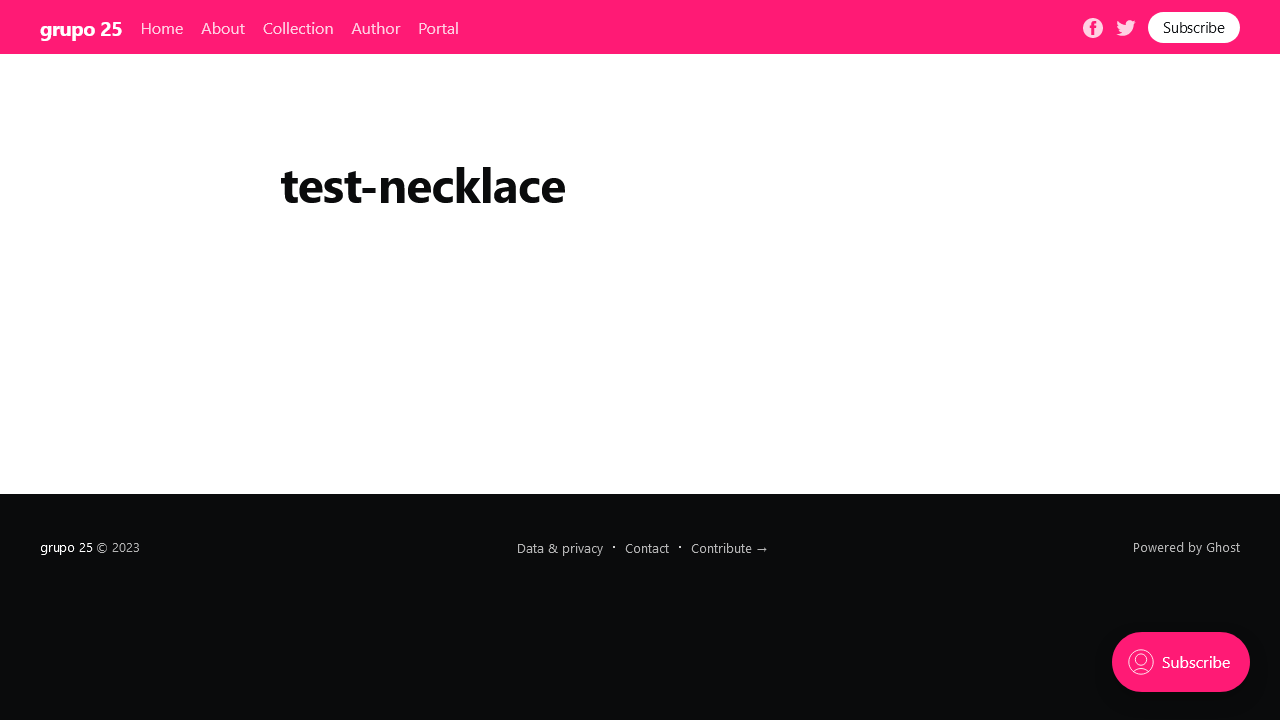 grupo 25 Home About Collection Author Portal Subscribe
test-necklace
grupo 25 © 2023 Data & privacy · Contact · Contribute → Powered by Ghost
Subscribe